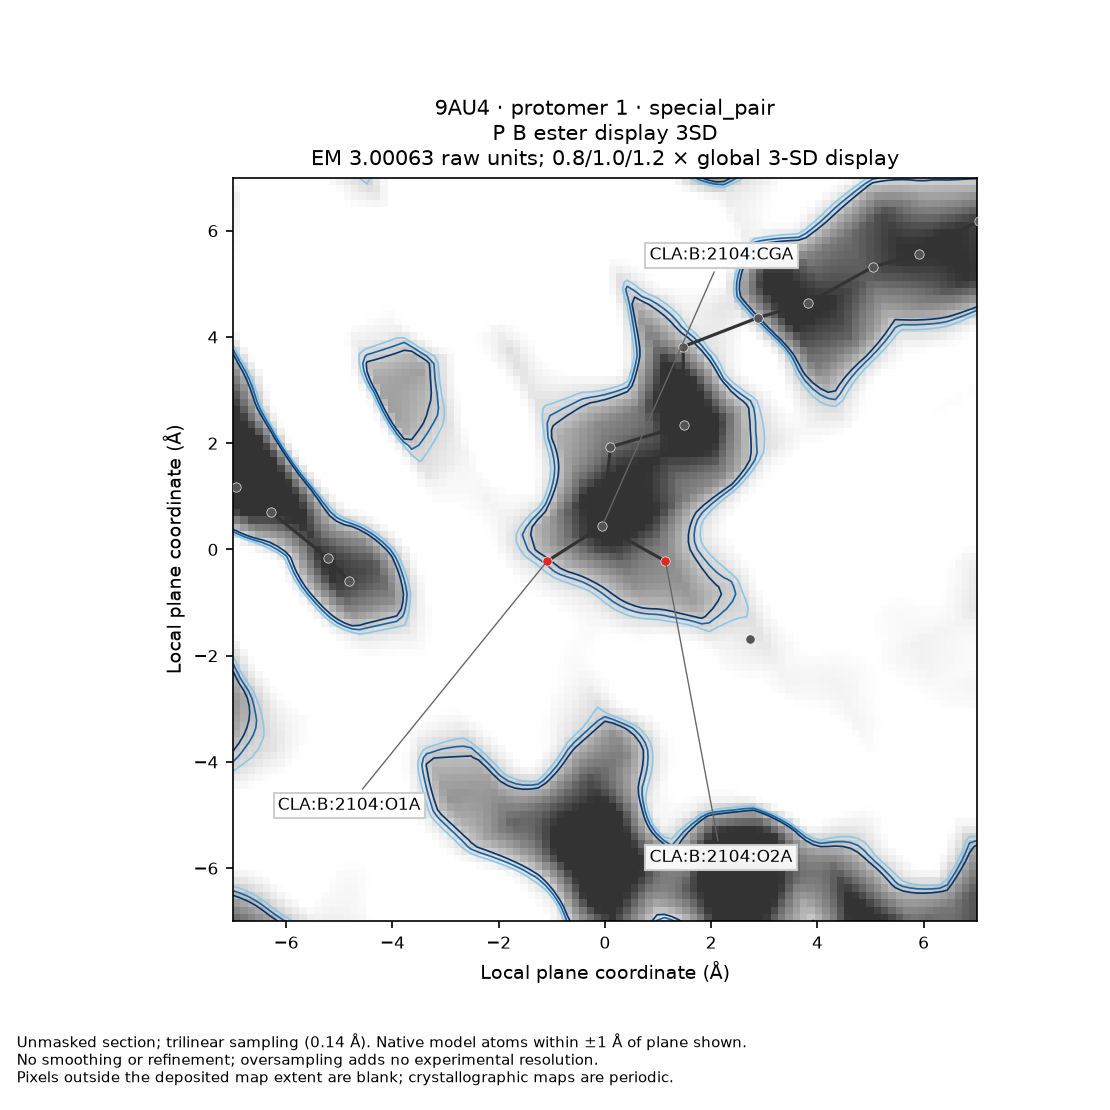 9AU4 · protomer 1 · special_pair
P B ester display 3SD
EM 3.00063 raw units; 0.8/1.0/1.2 × global 3-SD display
6
4
2
0
−2
−4
−6
Local plane coordinate (Å)
CLA:B:2104:CGA
CLA:B:2104:O1A
CLA:B:2104:O2A
−6
−4
−2
0
2
4
6
Local plane coordinate (Å)
Unmasked section; trilinear sampling (0.14 Å). Native model atoms within ±1 Å of plane shown.
No smoothing or refinement; oversampling adds no experimental resolution.
Pixels outside the deposited map extent are blank; crystallographic maps are periodic.